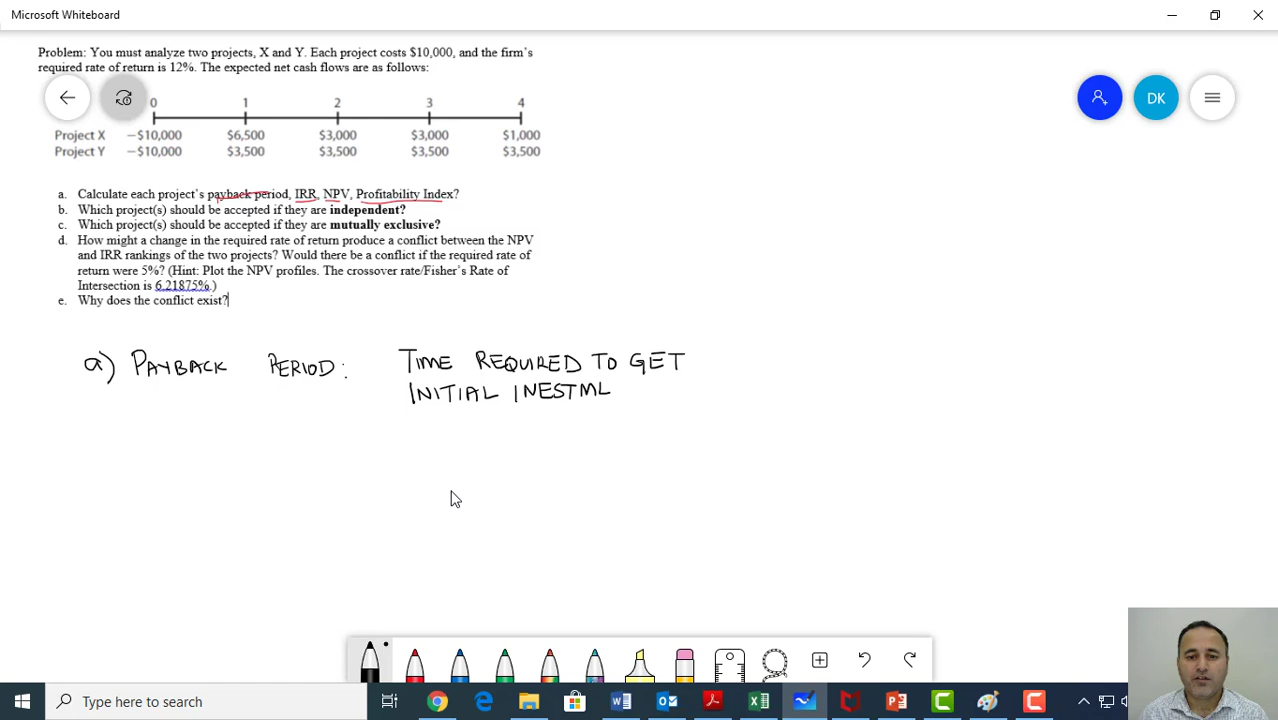 Microsoft Whiteboard
Problem: You must analyze two projects, X and Y. Each project costs $10,000, and the firm's
required rate of return is 12%. The expected net cash flows are as follows:
0 1 2 3 4
Project X −$10,000 $6,500 $3,000 $3,000 $1,000
Project Y −$10,000 $3,500 $3,500 $3,500 $3,500
DK
a. Calculate each project's payback period, IRR, NPV, Profitability Index?
b. Which project(s) should be accepted if they are independent?
c. Which project(s) should be accepted if they are mutually exclusive?
d. How might a change in the required rate of return produce a conflict between the NPV
and IRR rankings of the two projects? Would there be a conflict if the required rate of
return were 5%? (Hint: Plot the NPV profiles. The crossover rate/Fisher's Rate of
Intersection is 6.21875%.)
e. Why does the conflict exist?
a) PAYBACK PERIOD: TIME REQUIRED TO GET
INITIAL INESTML
Type here to search